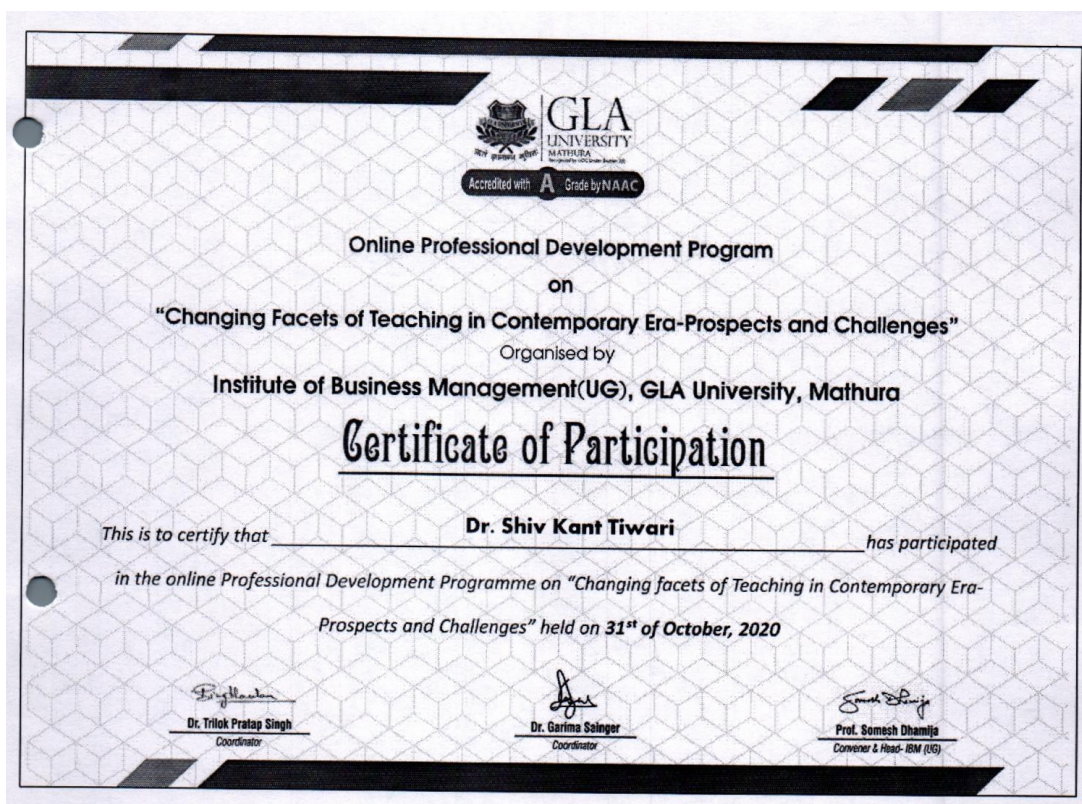 GLA
UNIVERSITY
MATHURA
Accredited with A Grade by NAAC
Online Professional Development Program
on
“Changing Facets of Teaching in Contemporary Era-Prospects and Challenges”
Organised by
Institute of Business Management(UG), GLA University, Mathura
Certificate of Participation
This is to certify that Dr. Shiv Kant Tiwari has participated
in the online Professional Development Programme on “Changing facets of Teaching in Contemporary Era-
Prospects and Challenges” held on 31st of October, 2020
Dr. Trilok Pratap Singh
Coordinator
Dr. Garima Sainger
Coordinator
Prof. Somesh Dhamija
Convener & Head- IBM (UG)